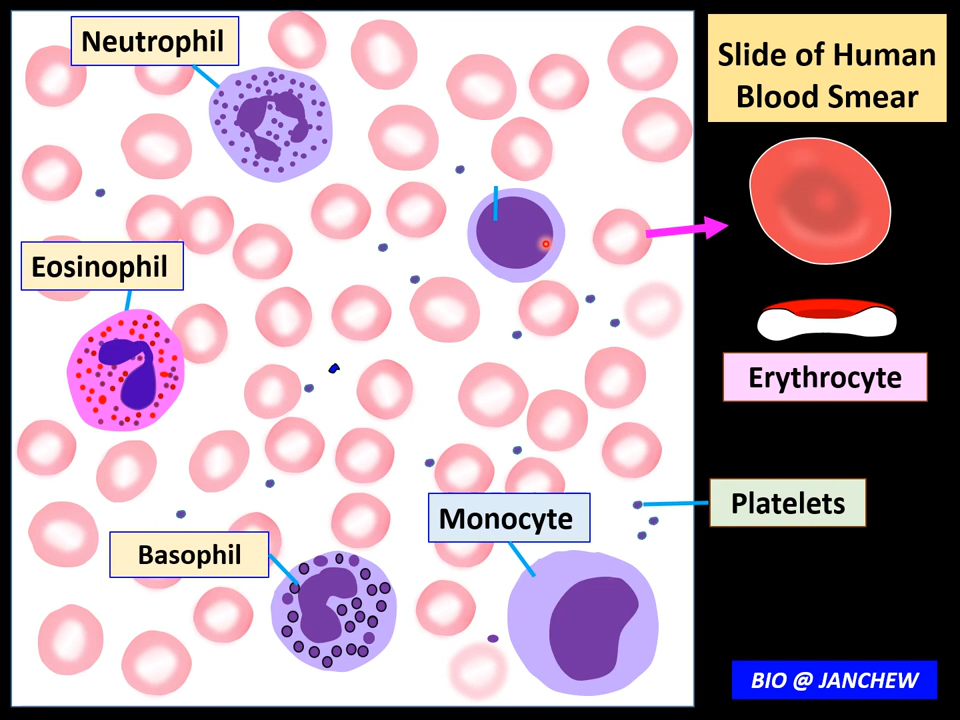 Neutrophil
Slide of Human
Blood Smear
Eosinophil
Erythrocyte
Monocyte
Platelets
Basophil
BIO @ JANCHEW